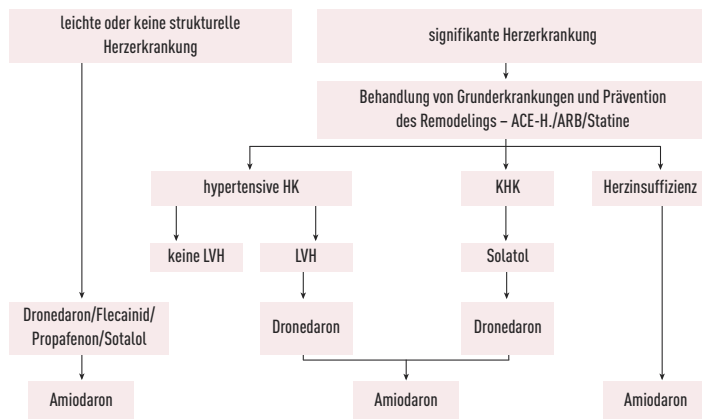 leichte oder keine strukturelle
Herzerkrankung
signifikante Herzerkrankung
Behandlung von Grunderkrankungen und Prävention
des Remodelings – ACE-H./ARB/Statine
hypertensive HK
KHK
Herzinsuffizienz
keine LVH
LVH
Solatol
Dronedaron/Flecainid/
Propafenon/Sotalol
Dronedaron
Dronedaron
Amiodaron
Amiodaron
Amiodaron